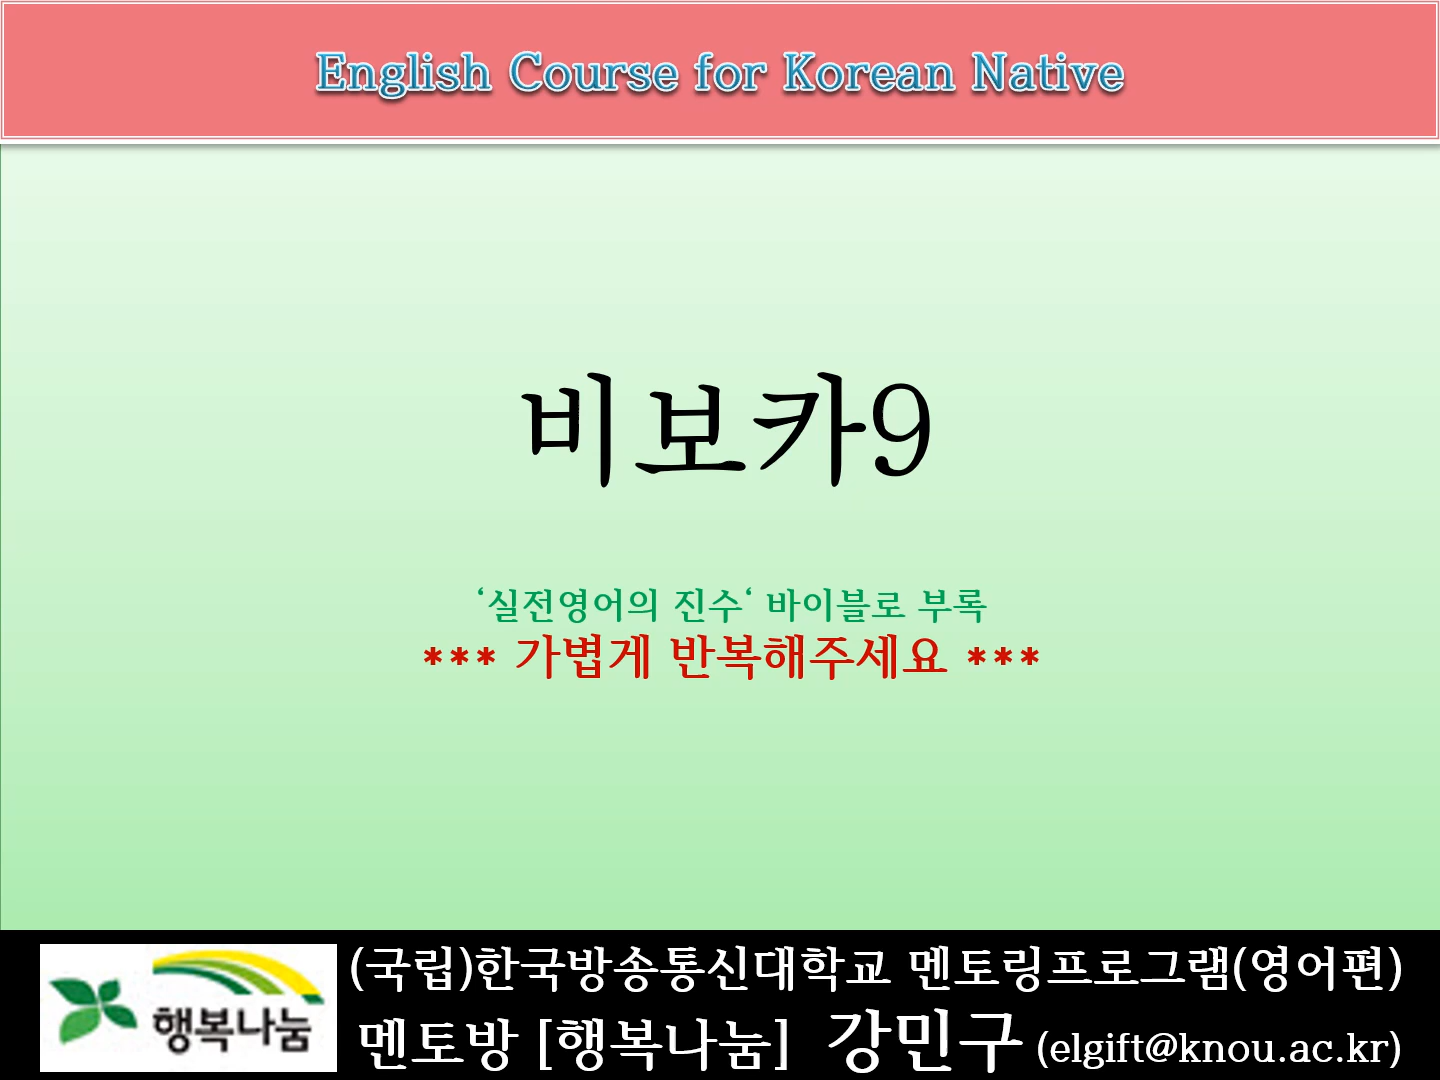 English Course for Korean Native
비보카9
‘실전영어의 진수‘ 바이블로 부록
*** 가볍게 반복해주세요 ***
행복나눔
(국립)한국방송통신대학교 멘토링프로그램(영어편)
멘토방 [행복나눔] 강민구 (elgift@knou.ac.kr)